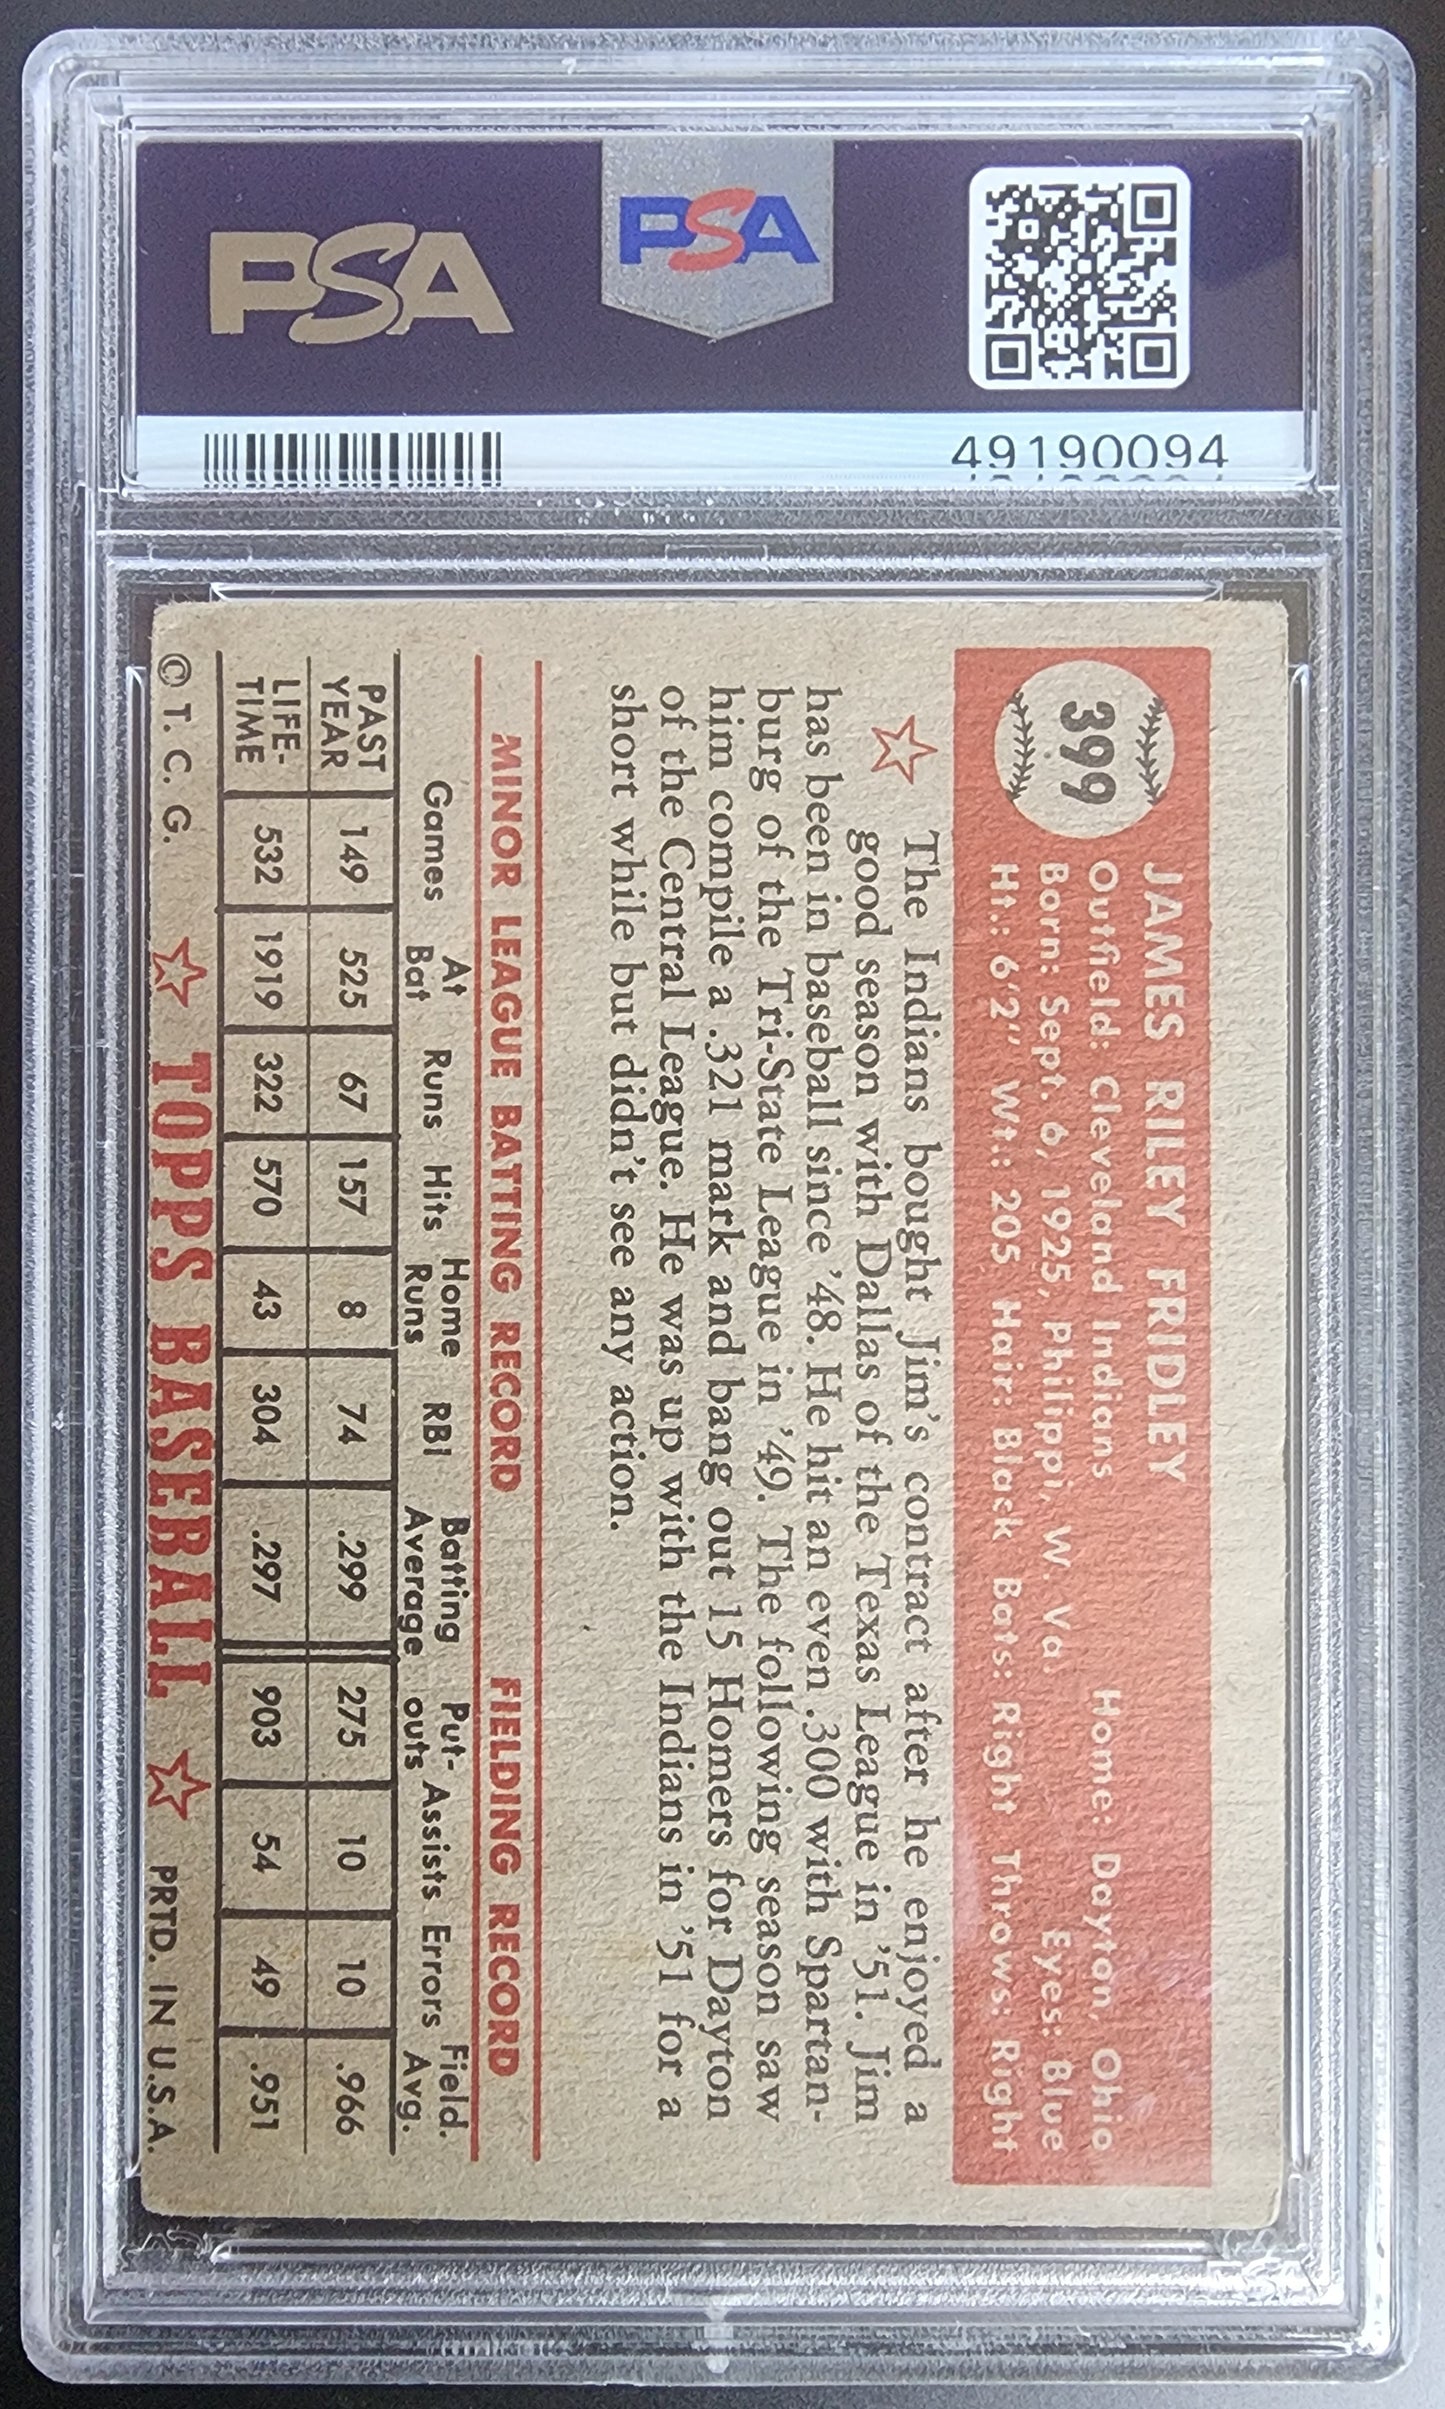 PSA
PSA
49190094
399
JAMES RILEY FRIDLEY
Outfield: Cleveland Indians Home: Dayton, Ohio
Born: Sept. 6, 1925, Philippi, W. Va. Eyes: Blue
Ht.: 6'2" Wt.: 205 Hair: Black Bats: Right Throws: Right
The Indians bought Jim's contract after he enjoyed a
good season with Dallas of the Texas League in '51. Jim
has been in baseball since '48. He hit an even .300 with Spartan-
burg of the Tri-State League in '49. The following season saw
him compile a .321 mark and bang out 15 Homers for Dayton
of the Central League. He was up with the Indians in '51 for a
short while but didn't see any action.
MINOR LEAGUE BATTING RECORD FIELDING RECORD
Games At Bat Runs Hits Home Runs RBI Batting Average Put-outs Assists Errors Field. Avg.
PAST YEAR 149 525 67 157 8 74 .299 275 10 10 .966
LIFE-TIME 532 1919 322 570 43 304 .297 903 54 49 .951
© T. C. G. TOPPS BASEBALL PRTD. IN U.S.A.